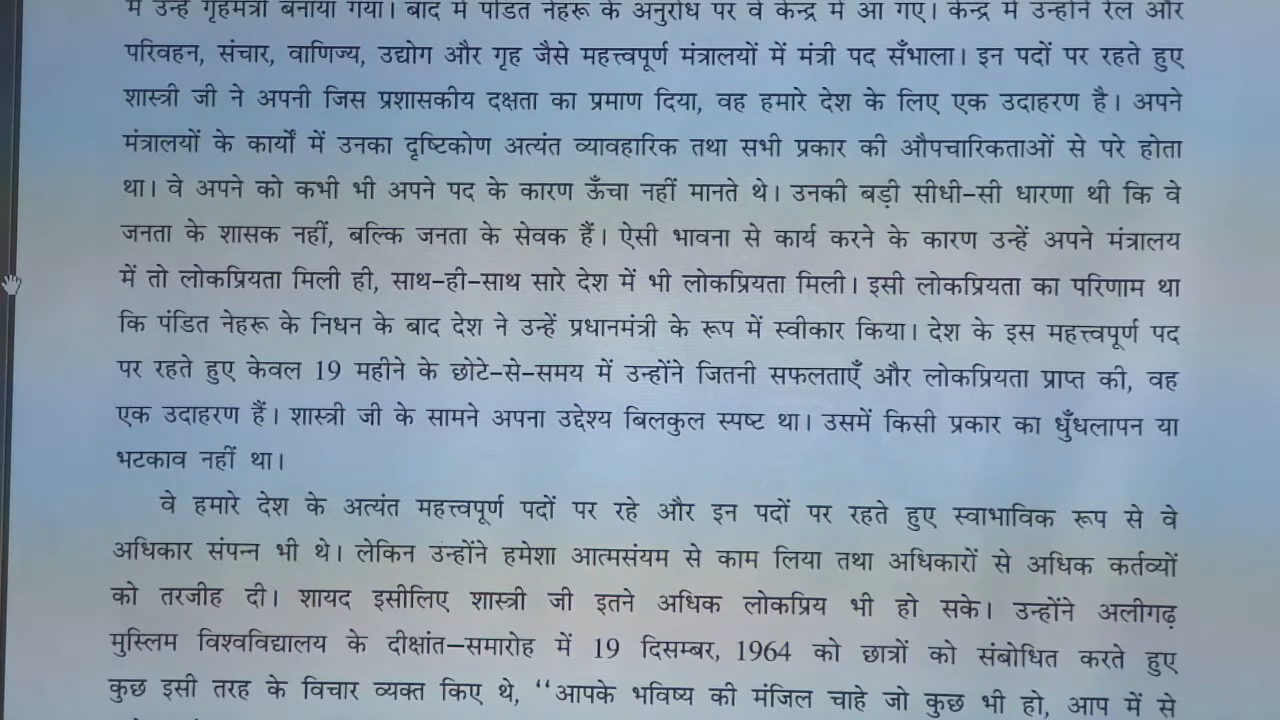 में उन्हें गृहमंत्री बनाया गया। बाद में पंडित नेहरू के अनुरोध पर वे केन्द्र में आ गए। केन्द्र में उन्होंने रेल और
परिवहन, संचार, वाणिज्य, उद्योग और गृह जैसे महत्त्वपूर्ण मंत्रालयों में मंत्री पद सँभाला। इन पदों पर रहते हुए
शास्त्री जी ने अपनी जिस प्रशासकीय दक्षता का प्रमाण दिया, वह हमारे देश के लिए एक उदाहरण है। अपने
मंत्रालयों के कार्यों में उनका दृष्टिकोण अत्यंत व्यावहारिक तथा सभी प्रकार की औपचारिकताओं से परे होता
था। वे अपने को कभी भी अपने पद के कारण ऊँचा नहीं मानते थे। उनकी बड़ी सीधी-सी धारणा थी कि वे
जनता के शासक नहीं, बल्कि जनता के सेवक हैं। ऐसी भावना से कार्य करने के कारण उन्हें अपने मंत्रालय
में तो लोकप्रियता मिली ही, साथ-ही-साथ सारे देश में भी लोकप्रियता मिली। इसी लोकप्रियता का परिणाम था
कि पंडित नेहरू के निधन के बाद देश ने उन्हें प्रधानमंत्री के रूप में स्वीकार किया। देश के इस महत्त्वपूर्ण पद
पर रहते हुए केवल 19 महीने के छोटे-से-समय में उन्होंने जितनी सफलताएँ और लोकप्रियता प्राप्त की, वह
एक उदाहरण हैं। शास्त्री जी के सामने अपना उद्देश्य बिलकुल स्पष्ट था। उसमें किसी प्रकार का धुँधलापन या
भटकाव नहीं था।
वे हमारे देश के अत्यंत महत्त्वपूर्ण पदों पर रहे और इन पदों पर रहते हुए स्वाभाविक रूप से वे
अधिकार संपन्न भी थे। लेकिन उन्होंने हमेशा आत्मसंयम से काम लिया तथा अधिकारों से अधिक कर्तव्यों
को तरजीह दी। शायद इसीलिए शास्त्री जी इतने अधिक लोकप्रिय भी हो सके। उन्होंने अलीगढ़
मुस्लिम विश्वविद्यालय के दीक्षांत–समारोह में 19 दिसम्बर, 1964 को छात्रों को संबोधित करते हुए
कुछ इसी तरह के विचार व्यक्त किए थे, ‘‘आपके भविष्य की मंजिल चाहे जो कुछ भी हो, आप में से